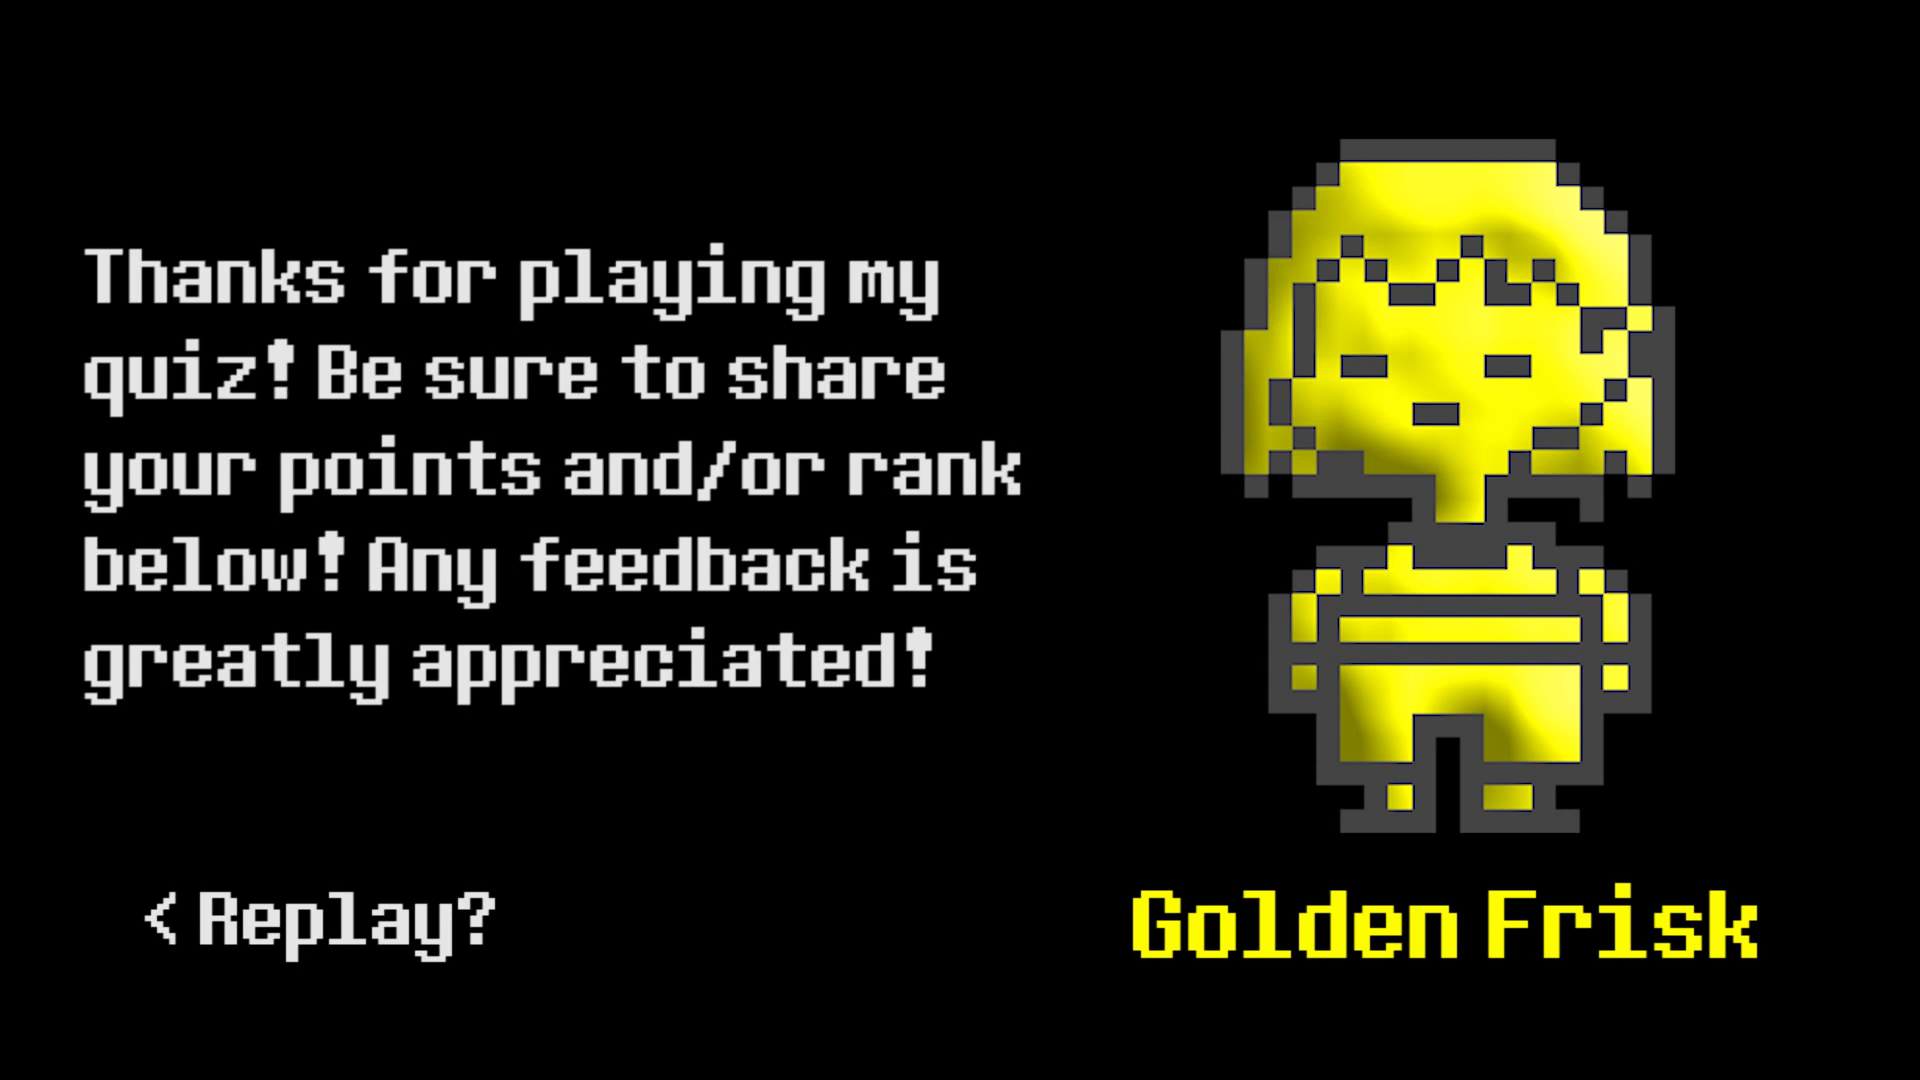 Thanks for playing my
quiz! Be sure to share
your points and/or rank
below! Any feedback is
greatly appreciated!
< Replay?
Golden Frisk